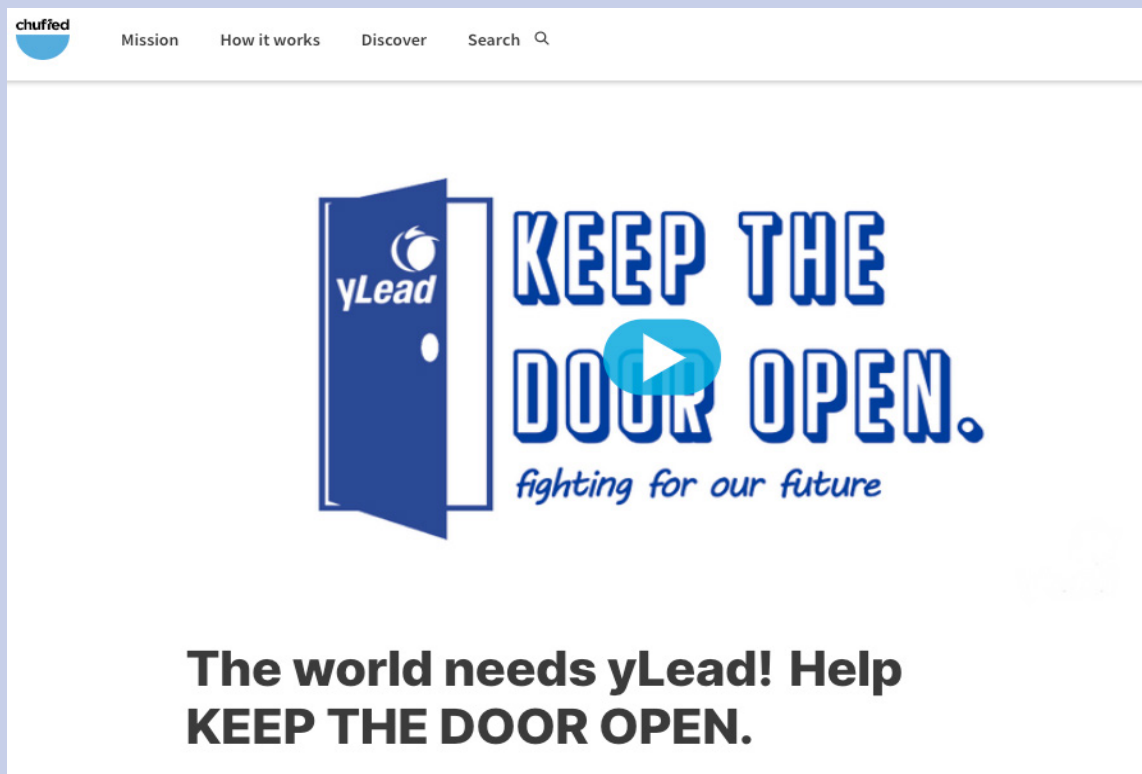 chuffed
Mission How it works Discover Search
yLead
KEEP THE
DOOR OPEN.
fighting for our future
The world needs yLead! Help
KEEP THE DOOR OPEN.